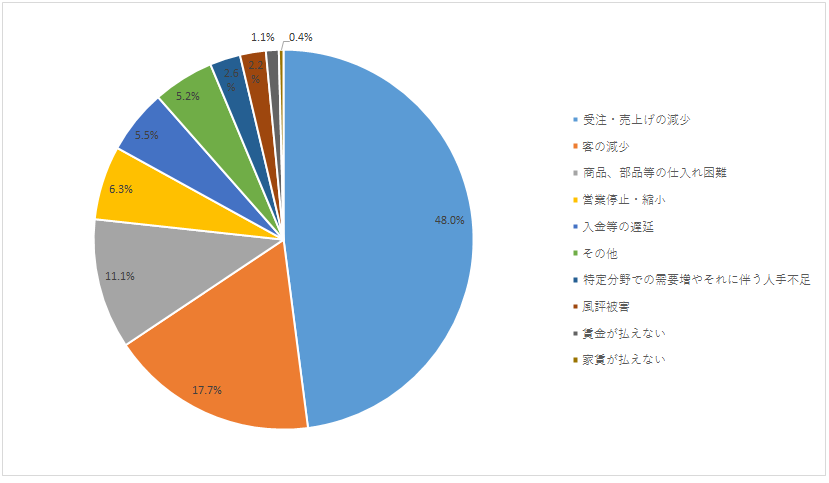 1.1%
0.4%
2.6
%
2.2
%
5.2%
5.5%
6.3%
11.1%
17.7%
48.0%
受注・売上げの減少
客の減少
商品、部品等の仕入れ困難
営業停止・縮小
入金等の遅延
その他
特定分野での需要増やそれに伴う人手不足
風評被害
賃金が払えない
家賃が払えない